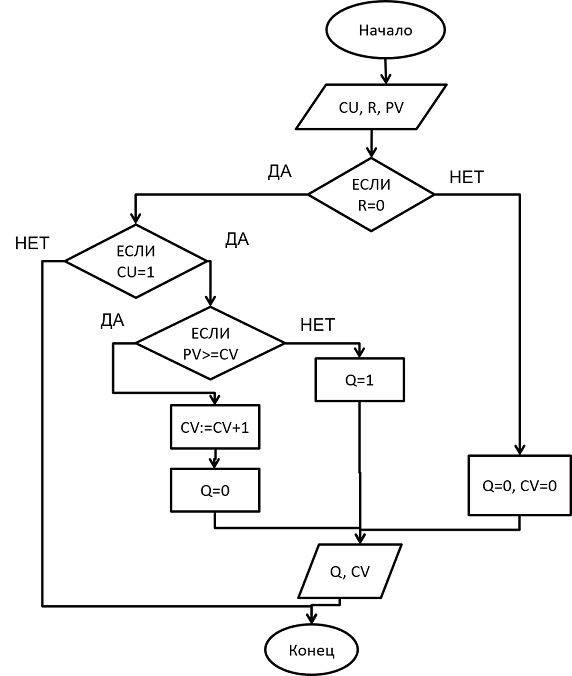 Начало
CU, R, PV
ДА
ЕСЛИ
R=0
НЕТ
НЕТ
ЕСЛИ
CU=1
ДА
ДА
ЕСЛИ
PV>=CV
НЕТ
Q=1
CV:=CV+1
Q=0
Q=0, CV=0
Q, CV
Конец